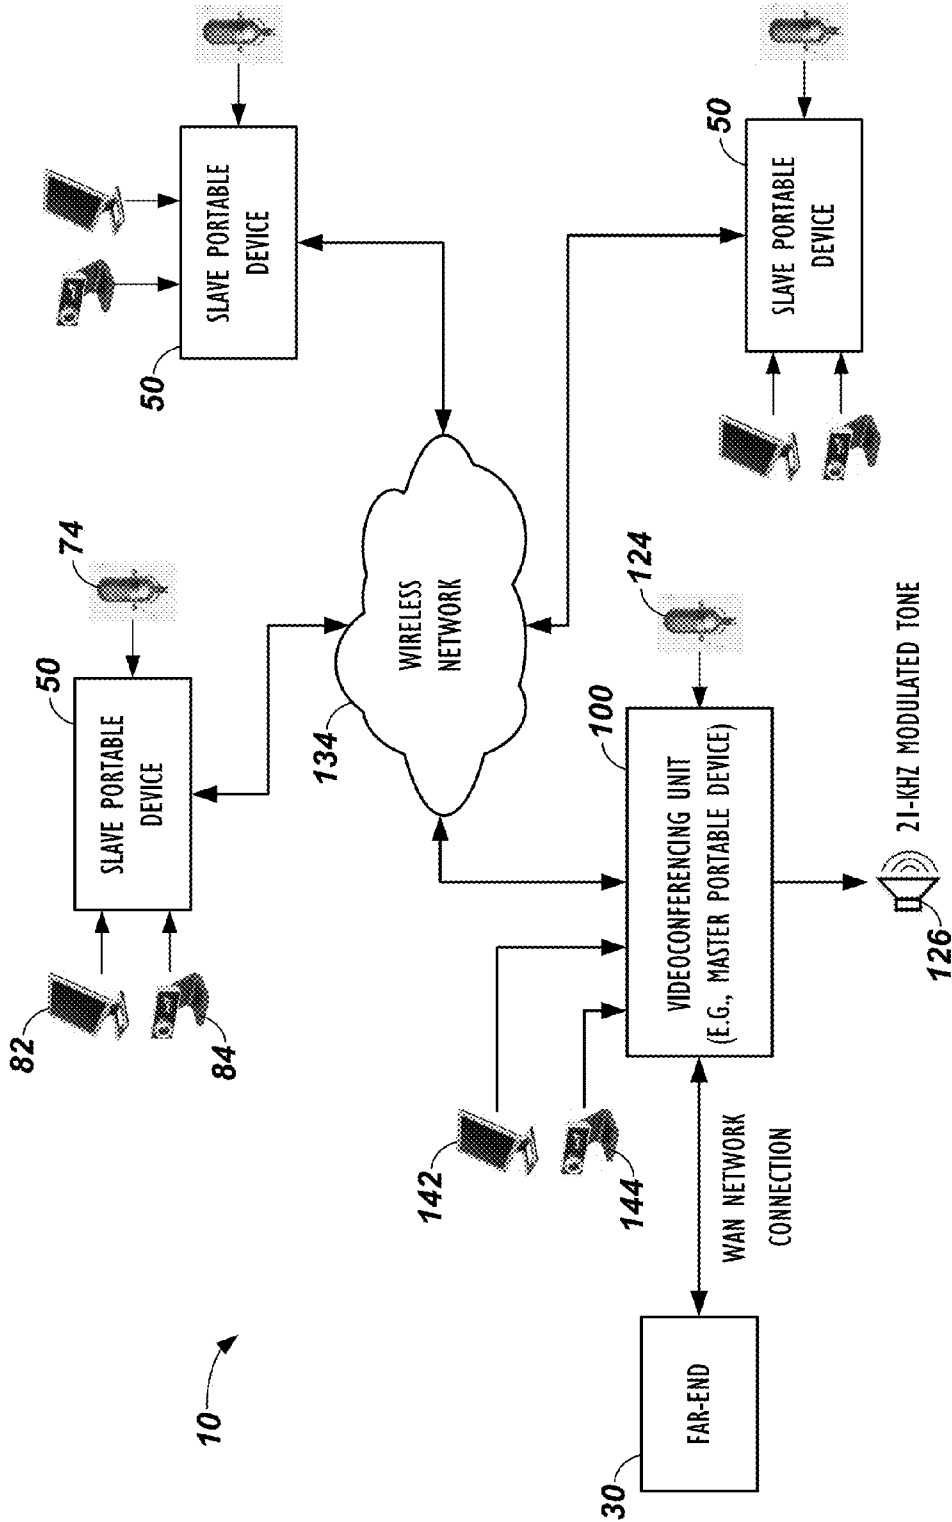 10
82
84
SLAVE PORTABLE
DEVICE
50
74
50
SLAVE PORTABLE
DEVICE
134
WIRELESS
NETWORK
142
144
30
FAR-END
WAN NETWORK
CONNECTION
VIDEOCONFERENCING UNIT
(E.G., MASTER PORTABLE DEVICE)
100
124
50
SLAVE PORTABLE
DEVICE
126
21-KHZ MODULATED TONE